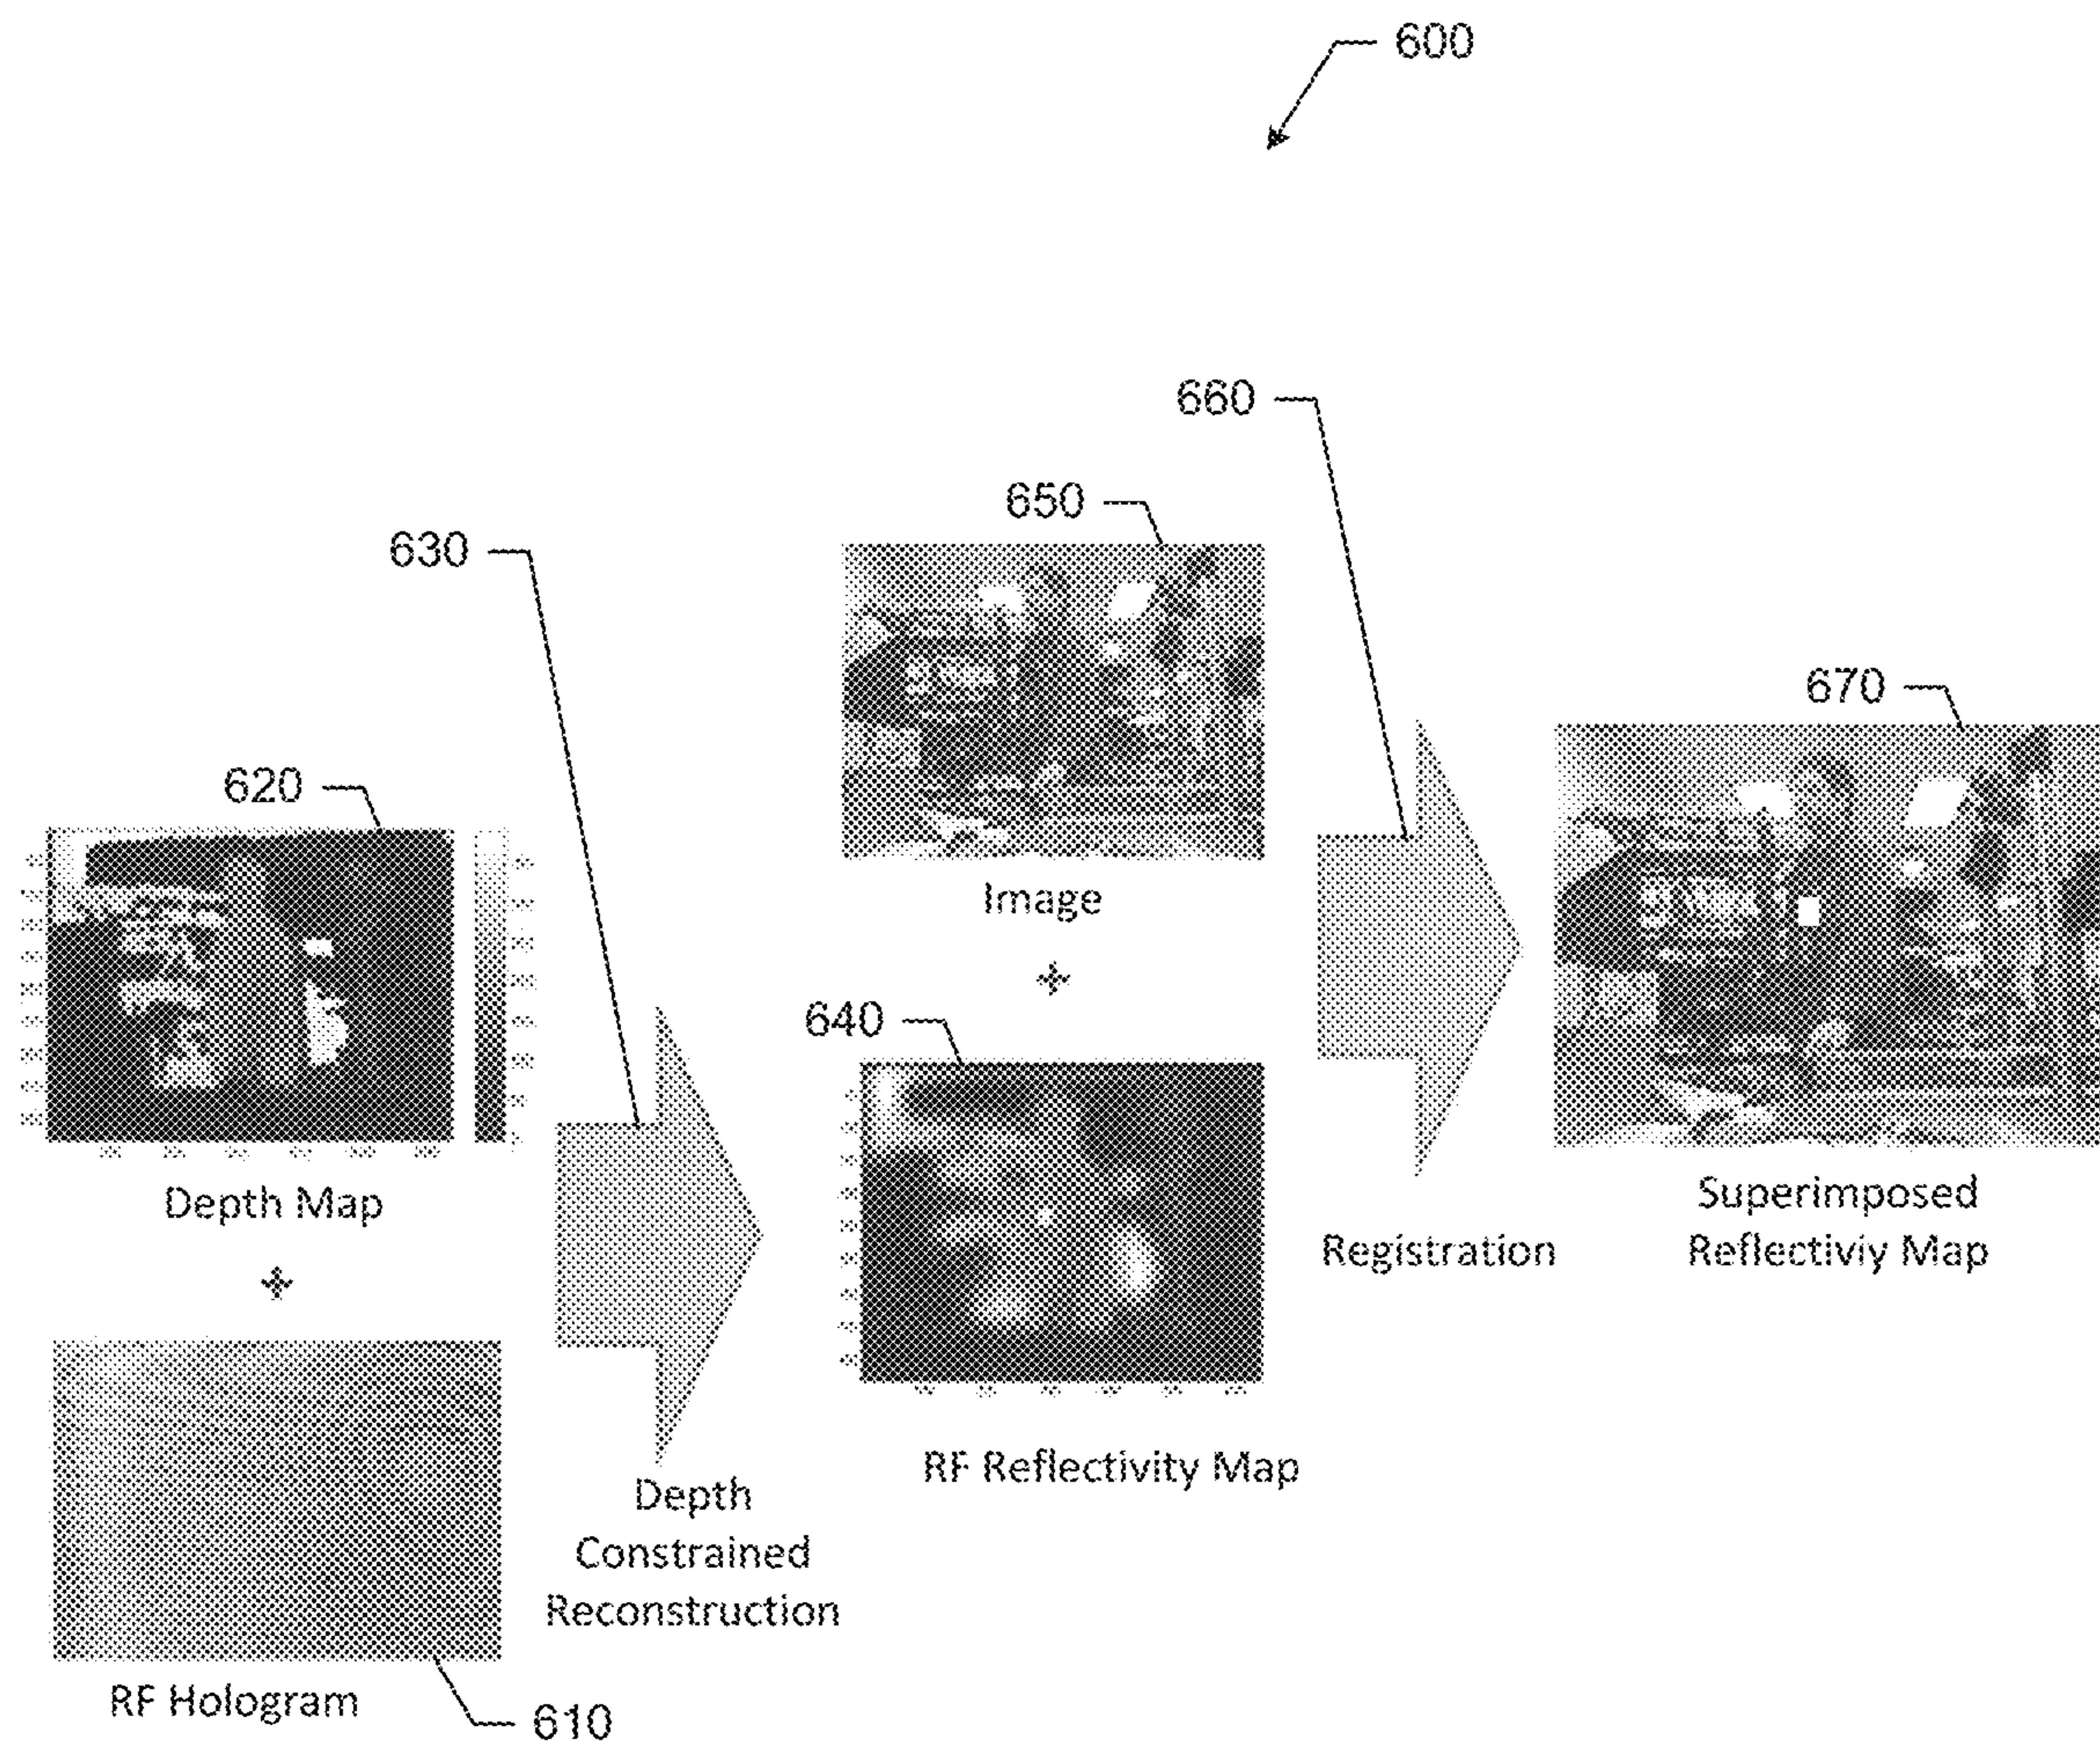 600
660
650
630
670
620
Image
640
Depth Map
Superimposed
Reflectiviy Map
Registration
RF Reflectivity Map
Depth
Constrained
Reconstruction
RF Hologram
610